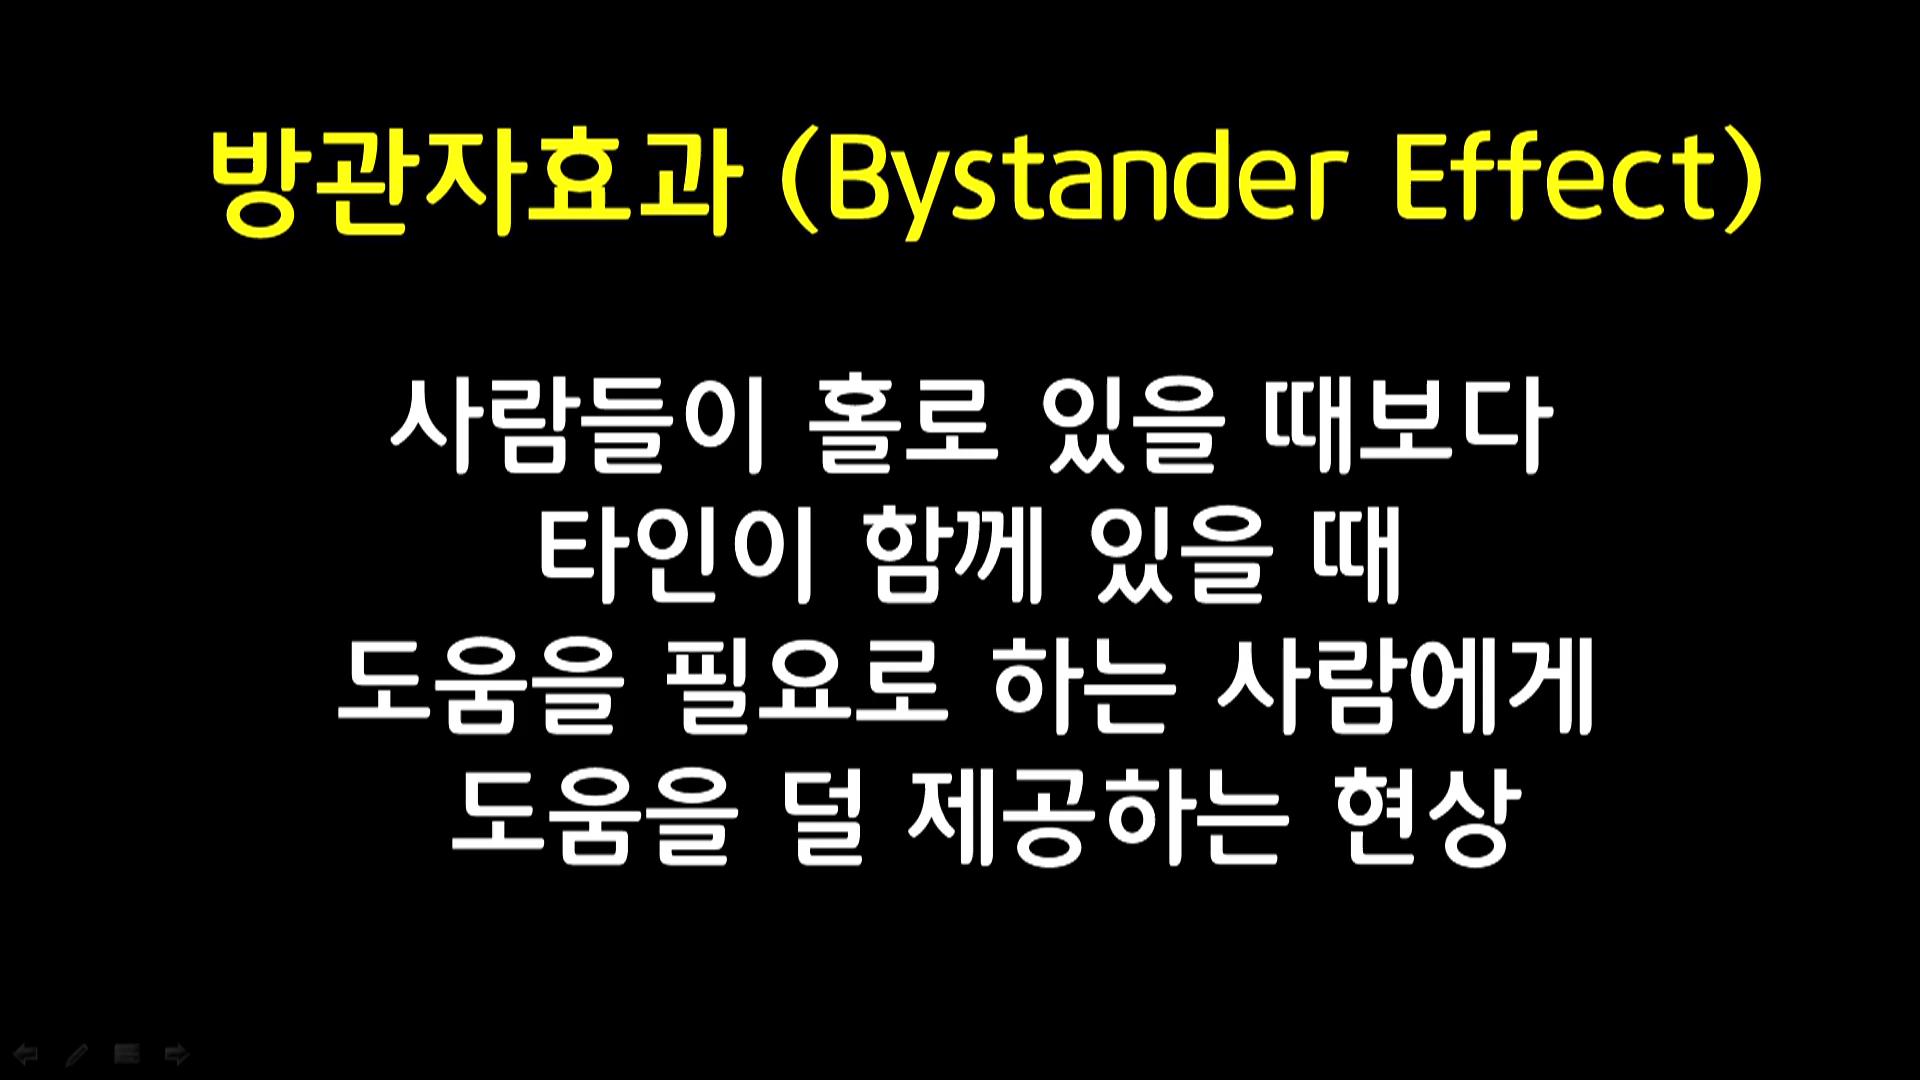 방관자효과 (Bystander Effect)
사람들이 홀로 있을 때보다
타인이 함께 있을 때
도움을 필요로 하는 사람에게
도움을 덜 제공하는 현상